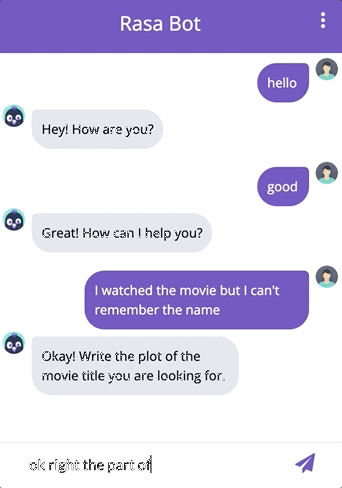 Rasa Bot
hello
Hey! How are you?
good
Great! How can I help you?
I watched the movie but I can't
remember the name
Okay! Write the plot of the
movie title you are looking for.
ok right the part of